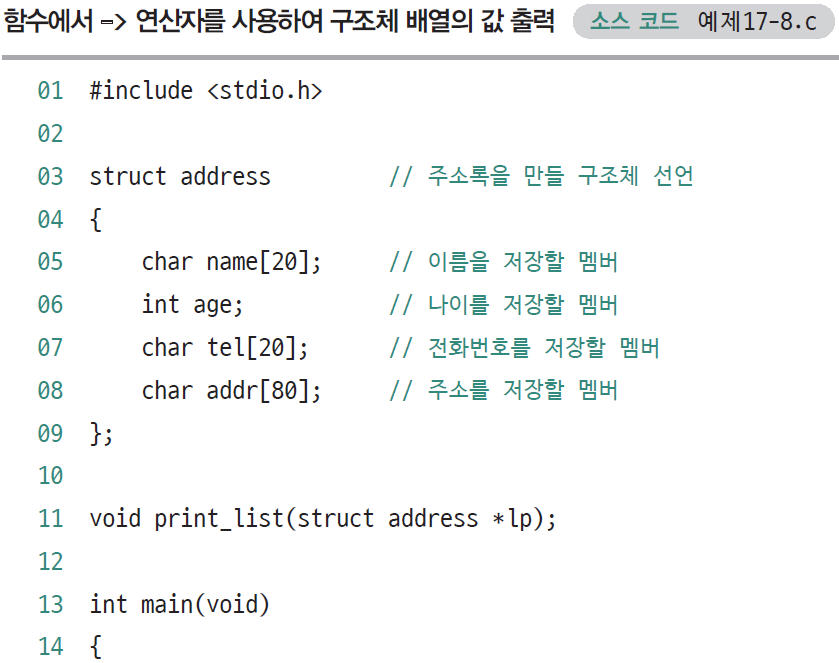 함수에서 -> 연산자를 사용하여 구조체 배열의 값 출력 소스 코드 예제17-8.c
01 #include <stdio.h>
02
03 struct address // 주소록을 만들 구조체 선언
04 {
05 char name[20]; // 이름을 저장할 멤버
06 int age; // 나이를 저장할 멤버
07 char tel[20]; // 전화번호를 저장할 멤버
08 char addr[80]; // 주소를 저장할 멤버
09 };
10
11 void print_list(struct address *lp);
12
13 int main(void)
14 {